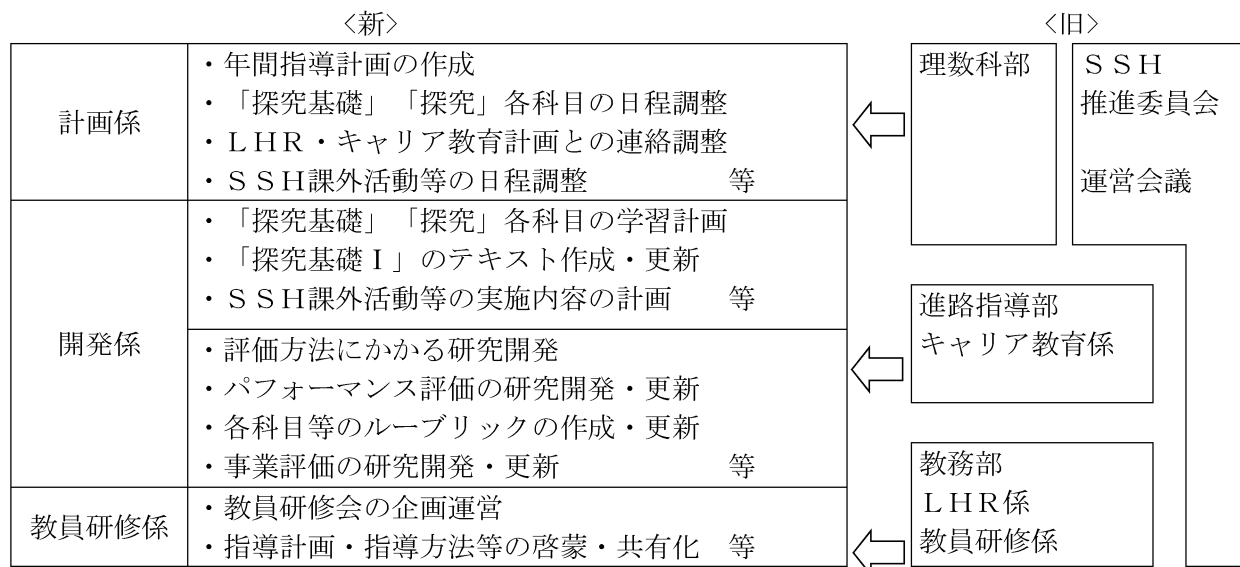 〈新〉
計画係
・年間指導計画の作成
・「探究基礎」「探究」各科目の日程調整
・ＬＨＲ・キャリア教育計画との連絡調整
・ＳＳＨ課外活動等の日程調整　等
開発係
・「探究基礎」「探究」各科目の学習計画
・「探究基礎Ⅰ」のテキスト作成・更新
・ＳＳＨ課外活動等の実施内容の計画　等
・評価方法にかかる研究開発
・パフォーマンス評価の研究開発・更新
・各科目等のルーブリックの作成・更新
・事業評価の研究開発・更新　等
教員研修係
・教員研修会の企画運営
・指導計画・指導方法等の啓蒙・共有化　等
〈旧〉
理数科部
ＳＳＨ
推進委員会
運営会議
進路指導部
キャリア教育係
教務部
ＬＨＲ係
教員研修係